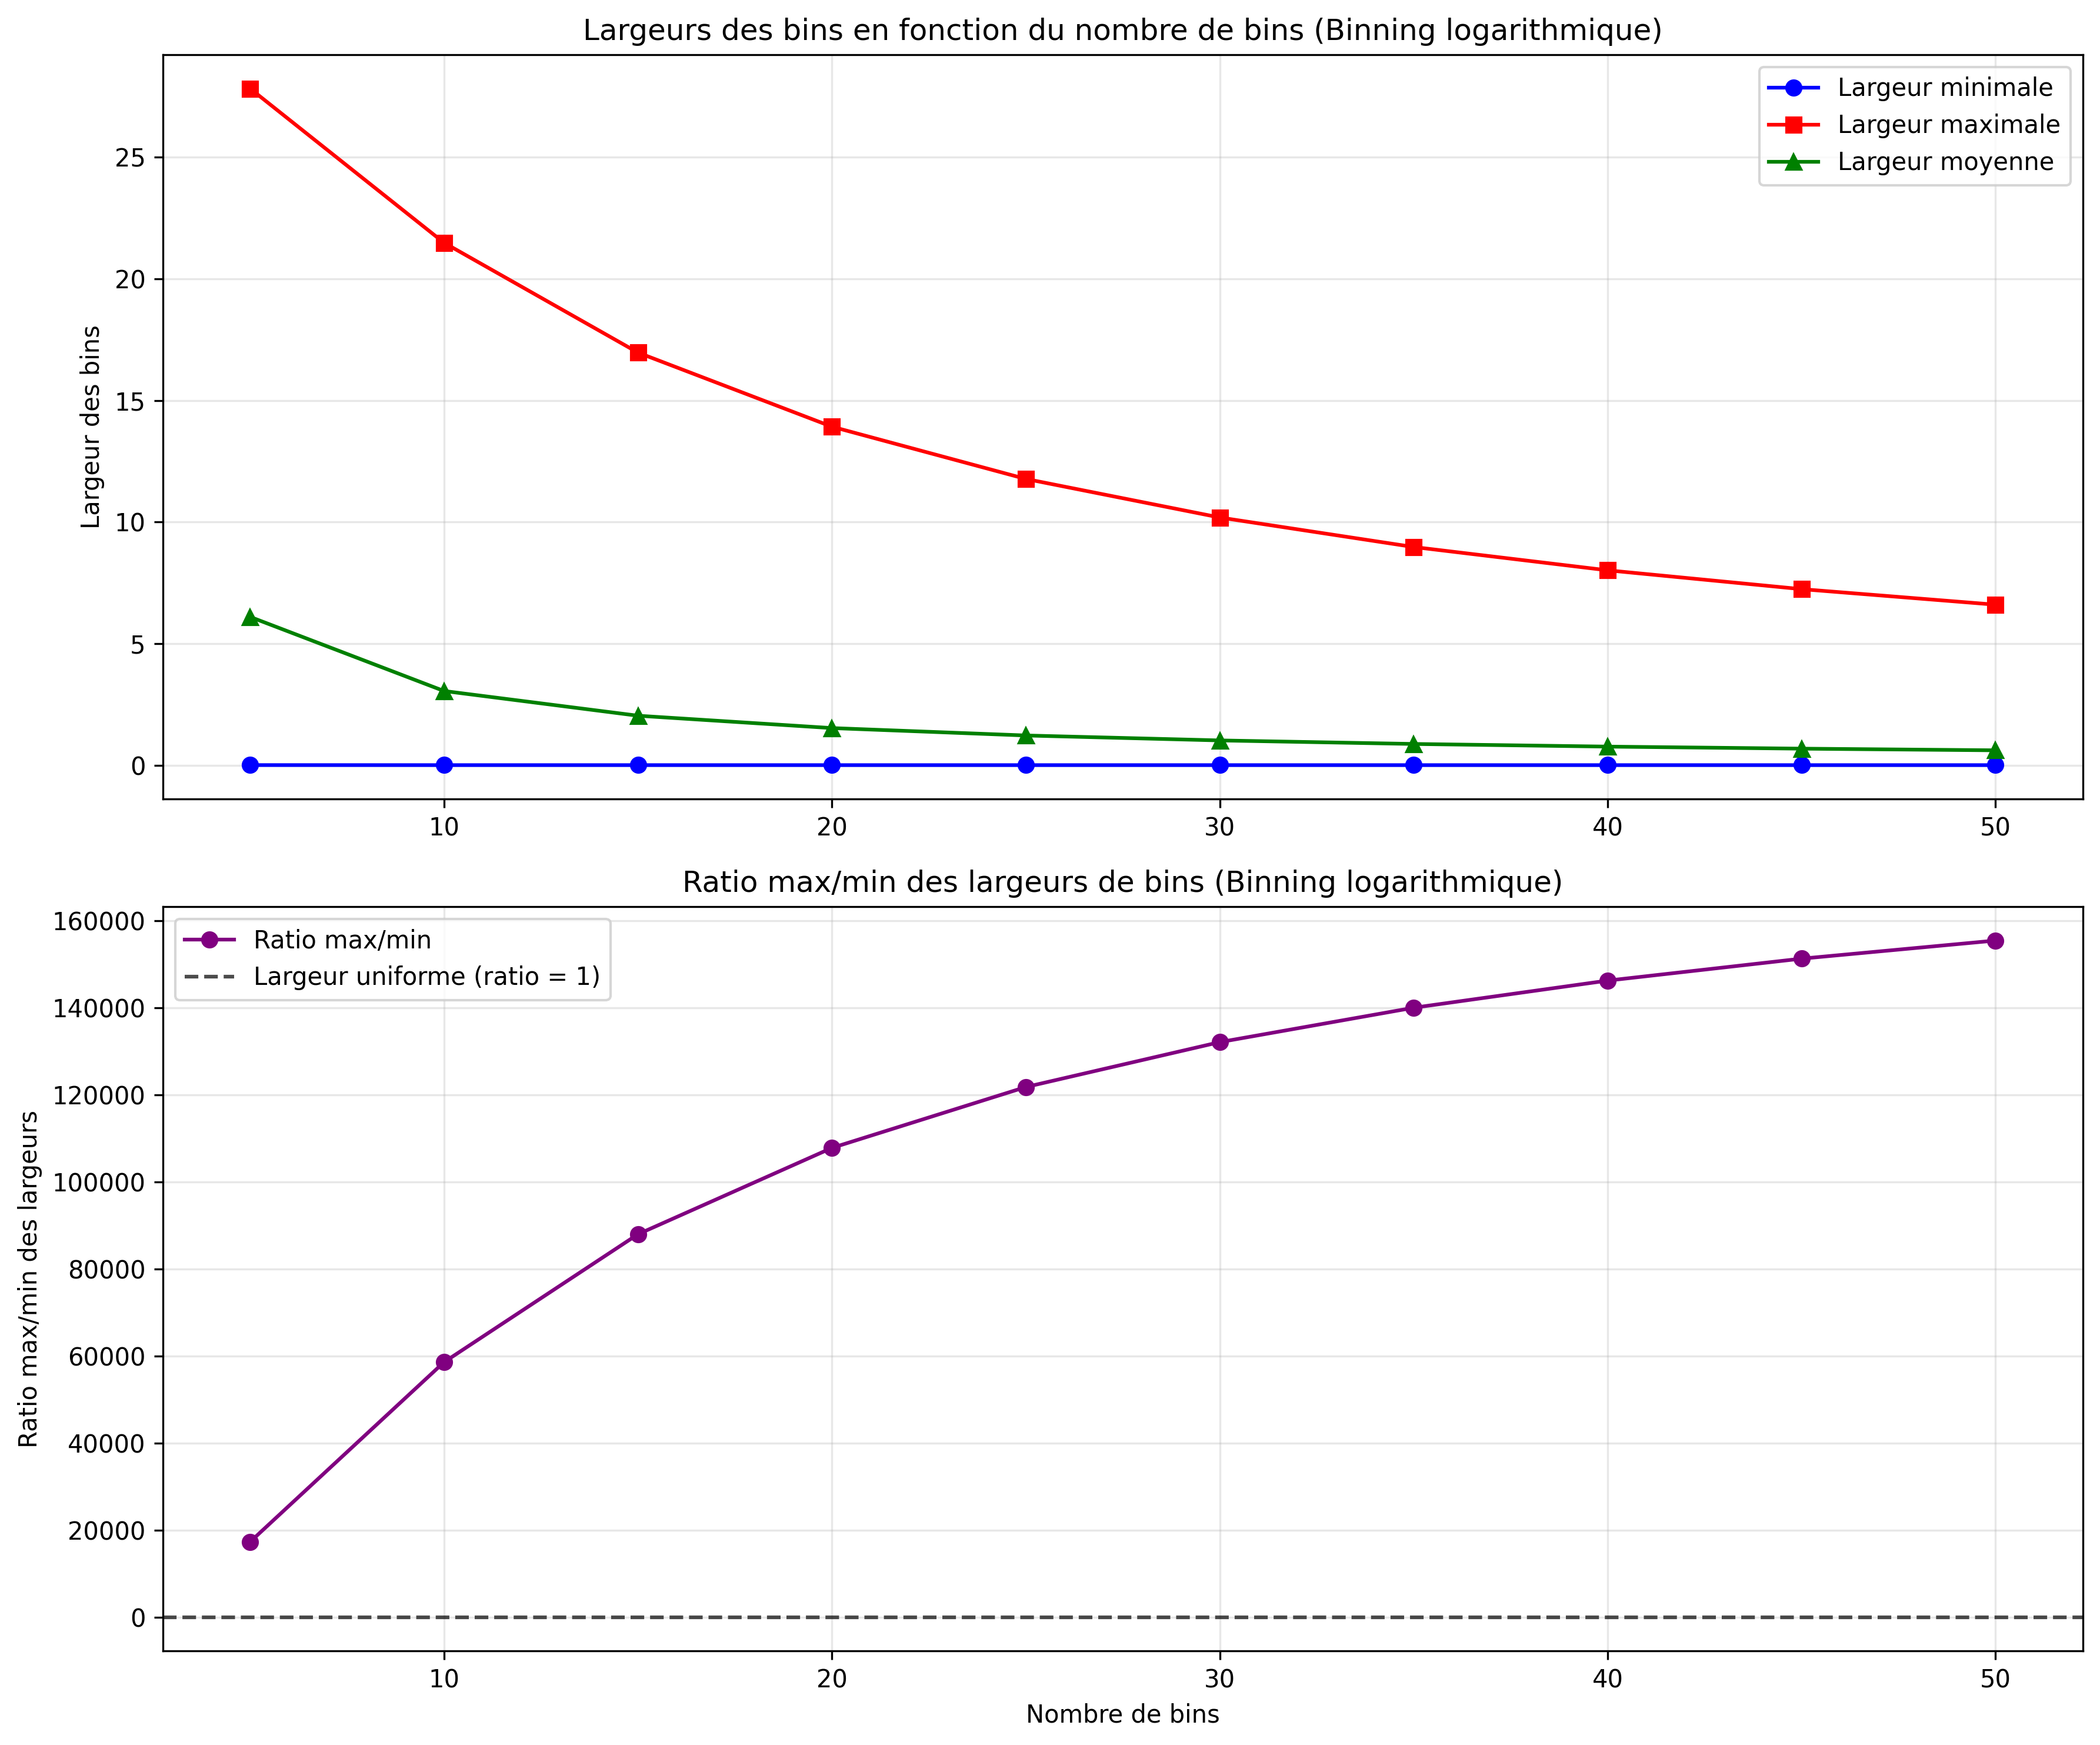 Largeurs des bins en fonction du nombre de bins (Binning logarithmique)
Largeur des bins
25
20
15
10
5
0
Largeur minimale
Largeur maximale
Largeur moyenne
10
20
30
40
50
Ratio max/min des largeurs de bins (Binning logarithmique)
Ratio max/min des largeurs
160000
140000
120000
100000
80000
60000
40000
20000
0
Ratio max/min
Largeur uniforme (ratio = 1)
10
20
30
40
50
Nombre de bins